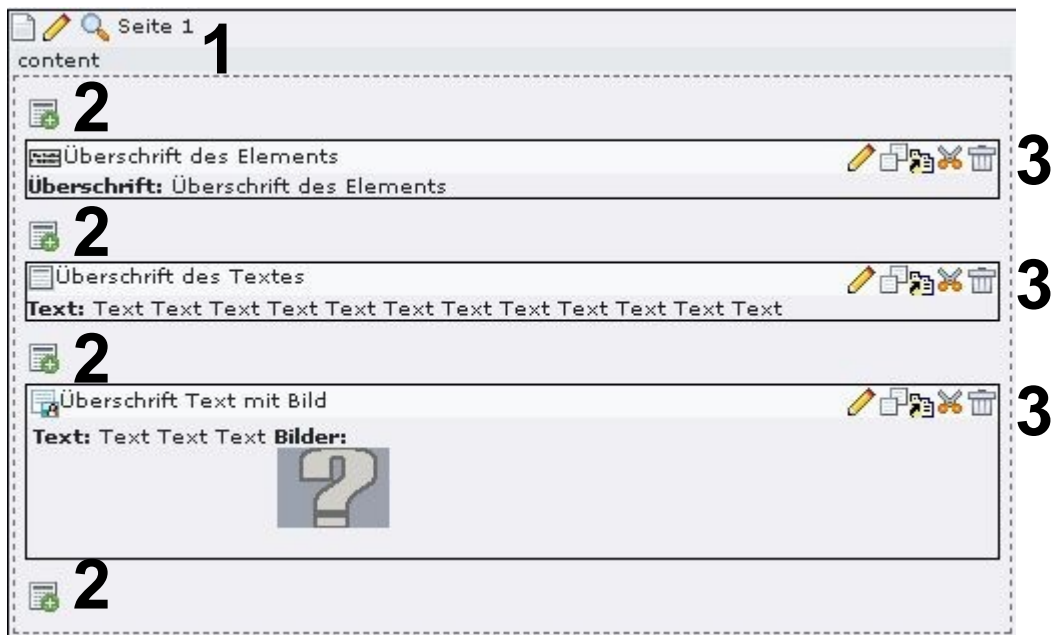 Seite 1 1
content
2
Überschrift des Elements 3
Überschrift: Überschrift des Elements
2
Überschrift des Textes 3
Text: Text Text Text Text Text Text Text Text Text Text Text Text
2
Überschrift Text mit Bild 3
Text: Text Text Text Bilder:
?
2